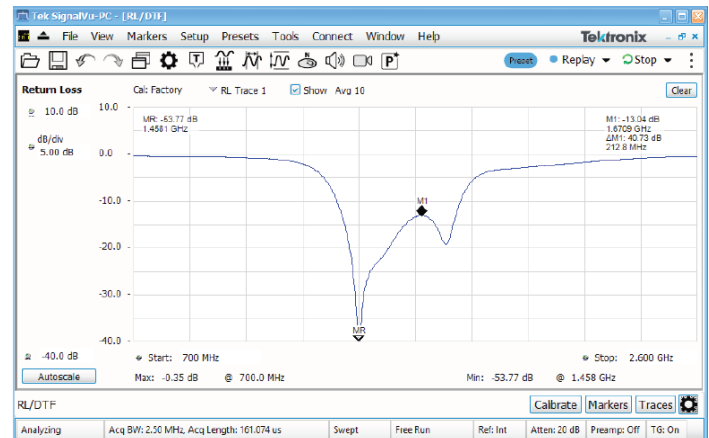 Tek SignalVu-PC - [RL/DTF]
File View Markers Setup Presets Tools Connect Window Help Tektronix
Preset Replay Stop
Return Loss Cal: Factory RL Trace 1 Show Avg 10 Clear
10.0 dB
dB/div
5.00 dB
10.0
0.0
-10.0
-20.0
-30.0
-40.0
MR: -53.77 dB
1.4581 GHz
M1: -13.04 dB
1.6709 GHz
ΔM1: 40.73 dB
212.8 MHz
M1
MR
-40.0 dB Start: 700 MHz Stop: 2.600 GHz
Autoscale Max: -0.35 dB @ 700.0 MHz Min: -53.77 dB @ 1.458 GHz
RL/DTF Calibrate Markers Traces
Analyzing Acq BW: 2.50 MHz, Acq Length: 161.074 us Swept Free Run Ref: Int Atten: 20 dB Preamp: Off TG: On